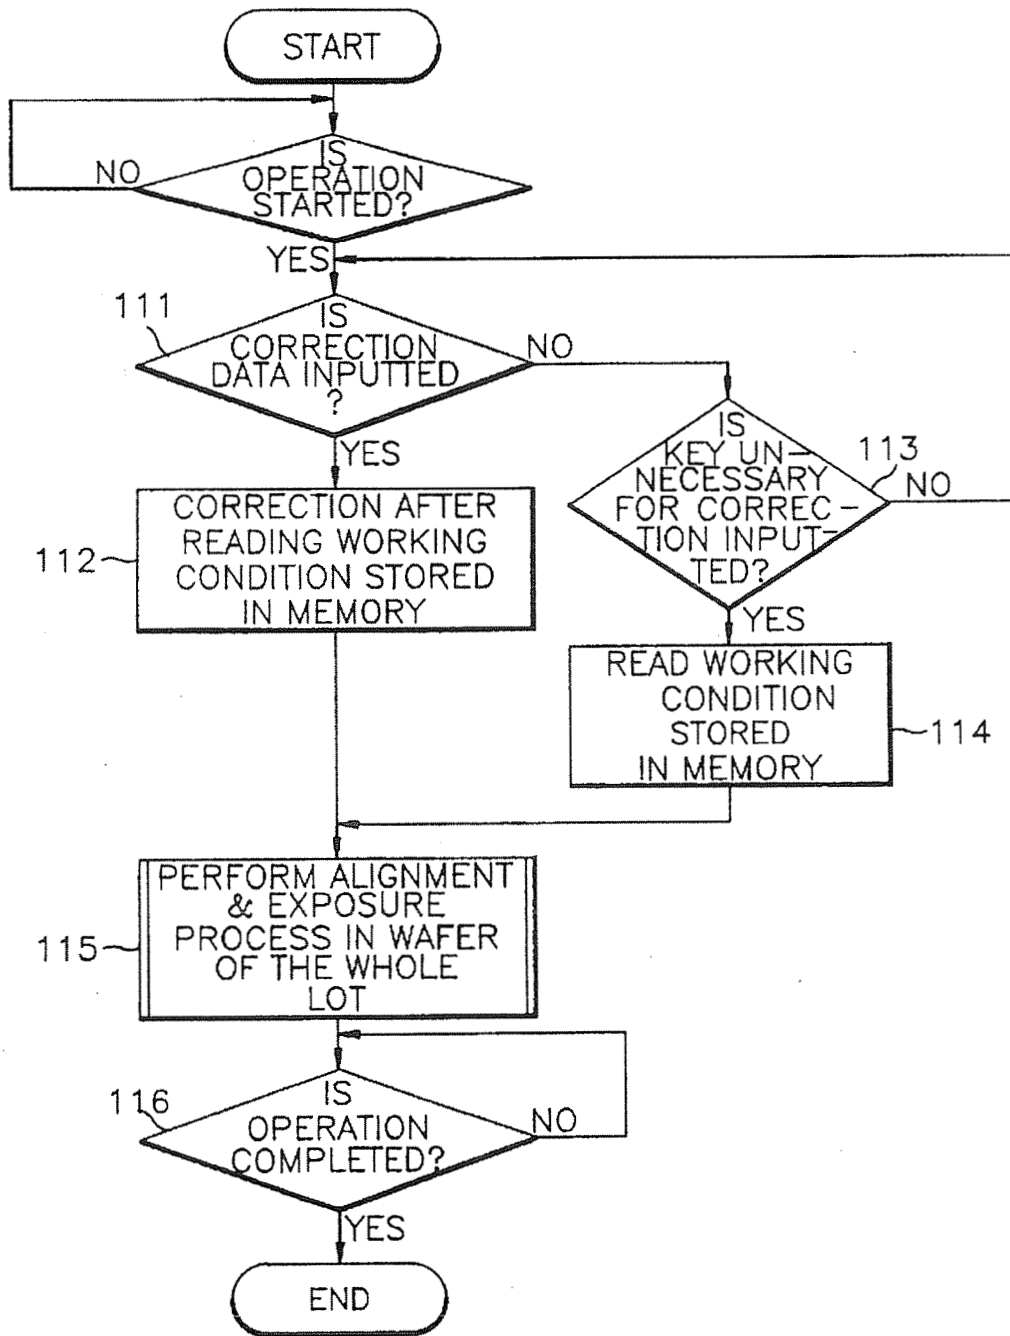 START
IS
OPERATION
STARTED?
NO
YES
111
IS
CORRECTION
DATA INPUTTED
?
NO
YES
IS
KEY UN-
NECESSARY
FOR CORREC-
TION INPUT-
TED?
113
NO
YES
112
CORRECTION AFTER
READING WORKING
CONDITION STORED
IN MEMORY
READ WORKING
CONDITION
STORED
IN MEMORY
114
115
PERFORM ALIGNMENT
& EXPOSURE
PROCESS IN WAFER
OF THE WHOLE
LOT
116
IS
OPERATION
COMPLETED?
NO
YES
END